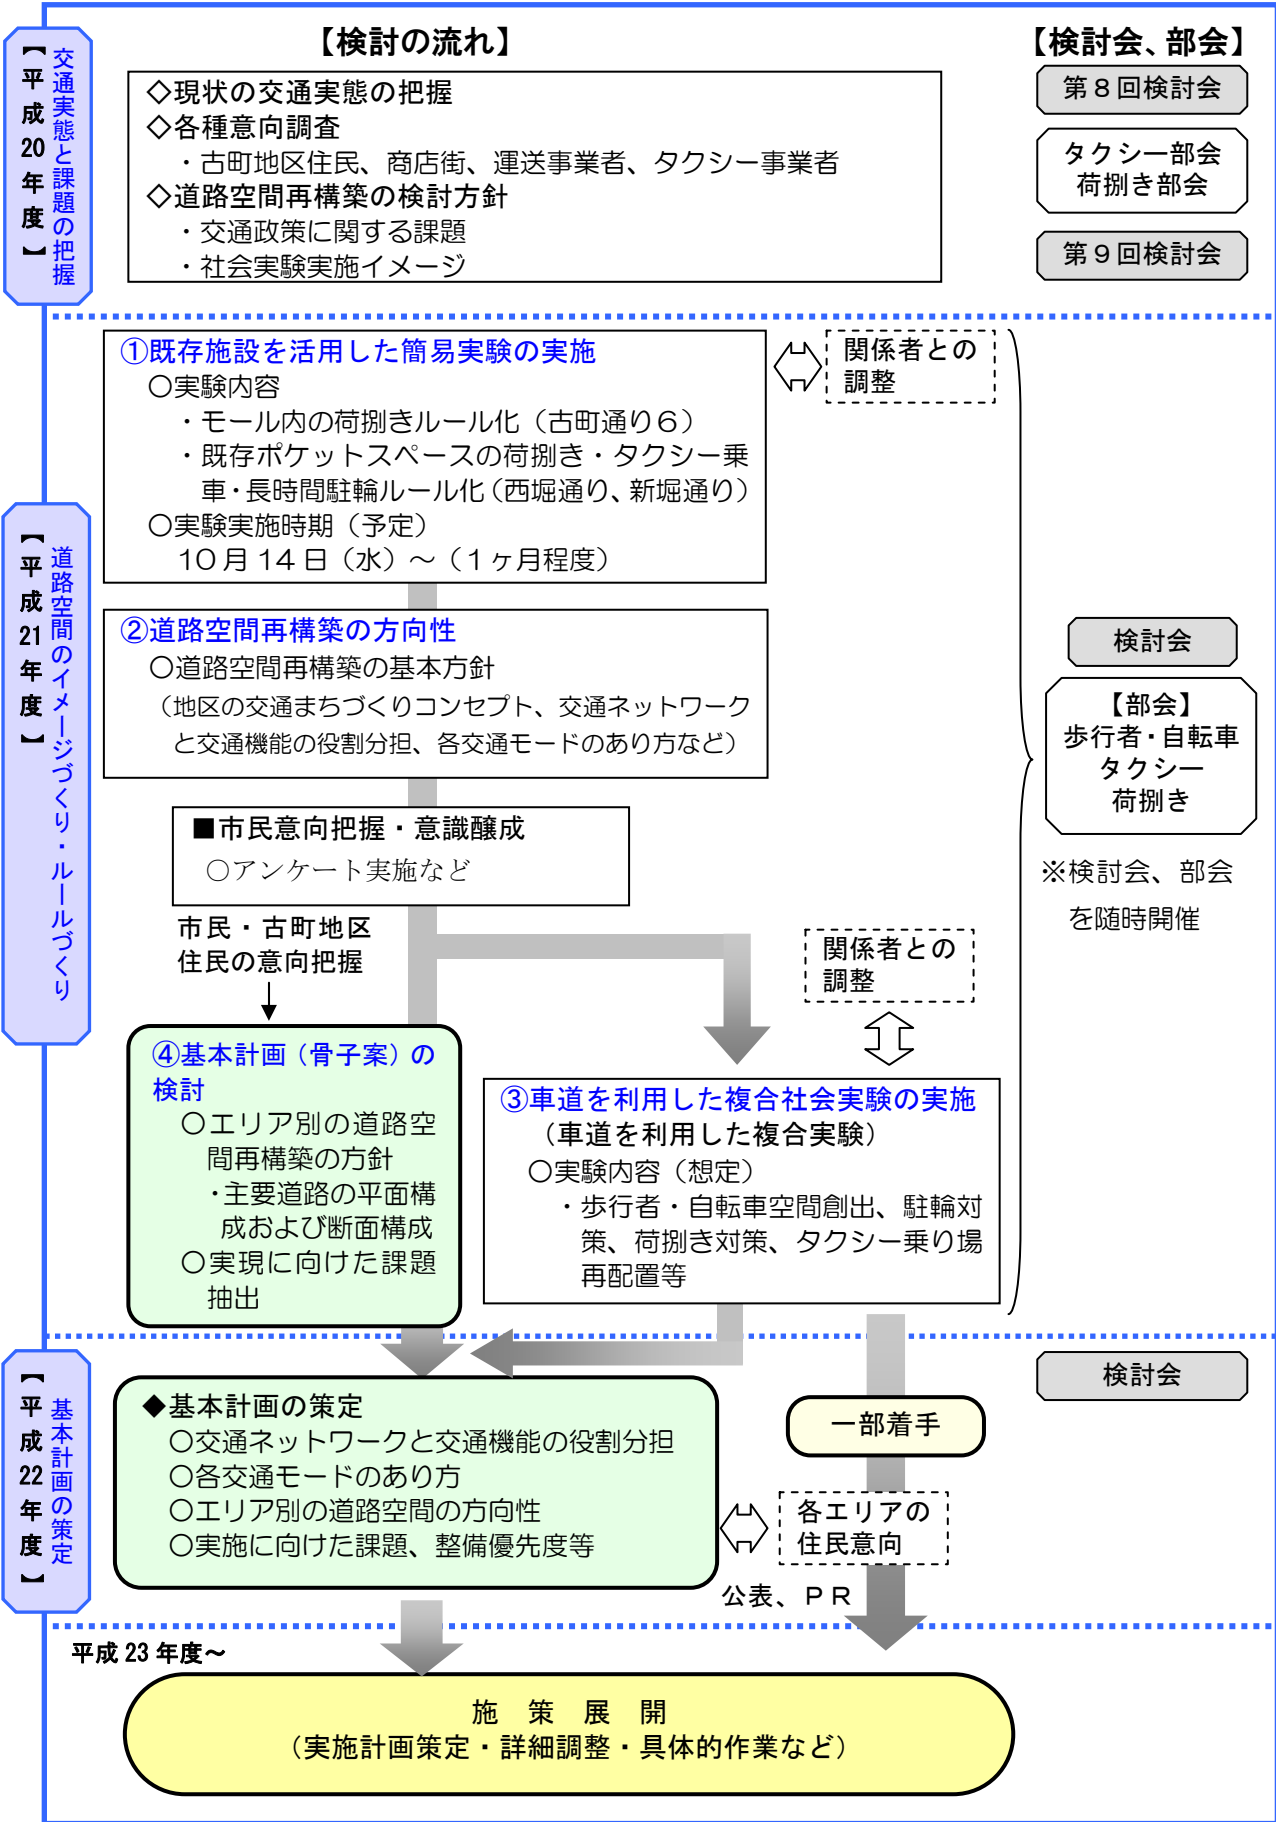 【検討の流れ】
【検討会、部会】
【平成20年度】
交通実態と課題の把握
◇現状の交通実態の把握
◇各種意向調査
・古町地区住民、商店街、運送事業者、タクシー事業者
◇道路空間再構築の検討方針
・交通政策に関する課題
・社会実験実施イメージ
第８回検討会
タクシー部会
荷捌き部会
第９回検討会
【平成21年度】
道路空間のイメージづくり・ルールづくり
①既存施設を活用した簡易実験の実施
○実験内容
・モール内の荷捌きルール化（古町通り６）
・既存ポケットスペースの荷捌き・タクシー乗
車・長時間駐輪ルール化（西堀通り、新堀通り）
○実験実施時期（予定）
10月14日（水）～（１ヶ月程度）
関係者との
調整
②道路空間再構築の方向性
○道路空間再構築の基本方針
（地区の交通まちづくりコンセプト、交通ネットワーク
と交通機能の役割分担、各交通モードのあり方など）
■市民意向把握・意識醸成
○アンケート実施など
市民・古町地区
住民の意向把握
関係者との
調整
検討会
【部会】
歩行者・自転車
タクシー
荷捌き
※検討会、部会
を随時開催
④基本計画（骨子案）の
検討
○エリア別の道路空
間再構築の方針
・主要道路の平面構
成および断面構成
○実現に向けた課題
抽出
③車道を利用した複合社会実験の実施
（車道を利用した複合実験）
○実験内容（想定）
・歩行者・自転車空間創出、駐輪対
策、荷捌き対策、タクシー乗り場
再配置等
【平成22年度】
基本計画の策定
◆基本計画の策定
○交通ネットワークと交通機能の役割分担
○各交通モードのあり方
○エリア別の道路空間の方向性
○実施に向けた課題、整備優先度等
一部着手
各エリアの
住民意向
公表、ＰＲ
検討会
平成23年度～
施 策 展 開
（実施計画策定・詳細調整・具体的作業など）